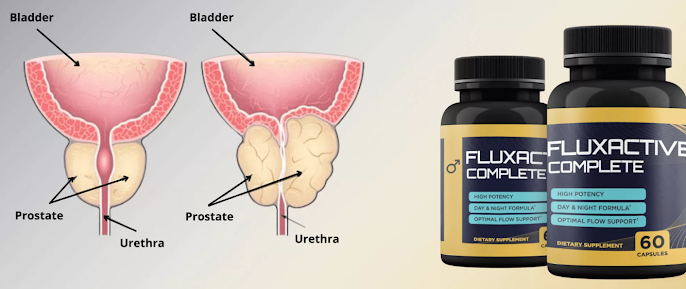 Bladder
Bladder
Prostate
Urethra
Prostate
Urethra
FLUXAC
COMPLETE
HIGH POTENCY
DAY & NIGHT FORMULA
OPTIMAL FLOW SUPPORT
DIETARY SUPPLEMENT
FLUXACTIVE
COMPLETE
HIGH POTENCY
DAY & NIGHT FORMULA
OPTIMAL FLOW SUPPORT
DIETARY SUPPLEMENT
60
CAPSULES